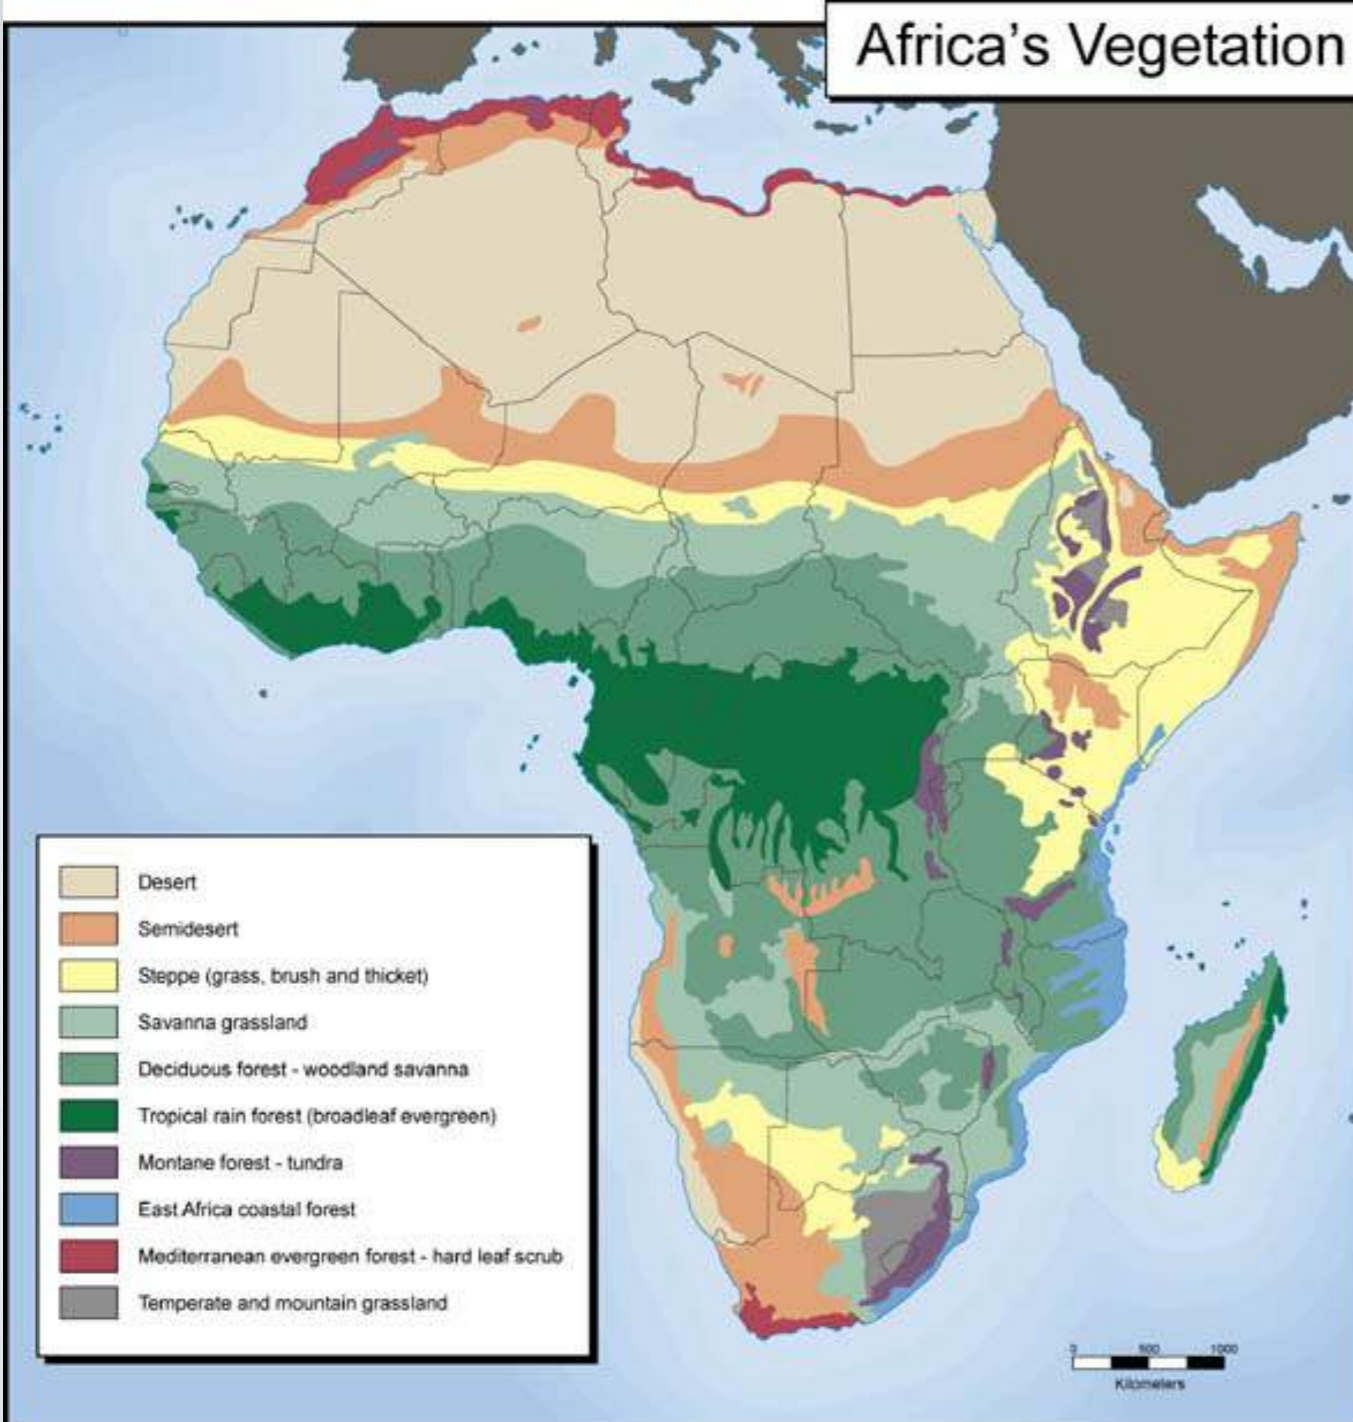 Africa's Vegetation
Desert
Semidesert
Steppe (grass, brush and thicket)
Savanna grassland
Deciduous forest - woodland savanna
Tropical rain forest (broadleaf evergreen)
Montane forest - tundra
East Africa coastal forest
Mediterranean evergreen forest - hard leaf scrub
Temperate and mountain grassland
0 500 1000
Kilometers